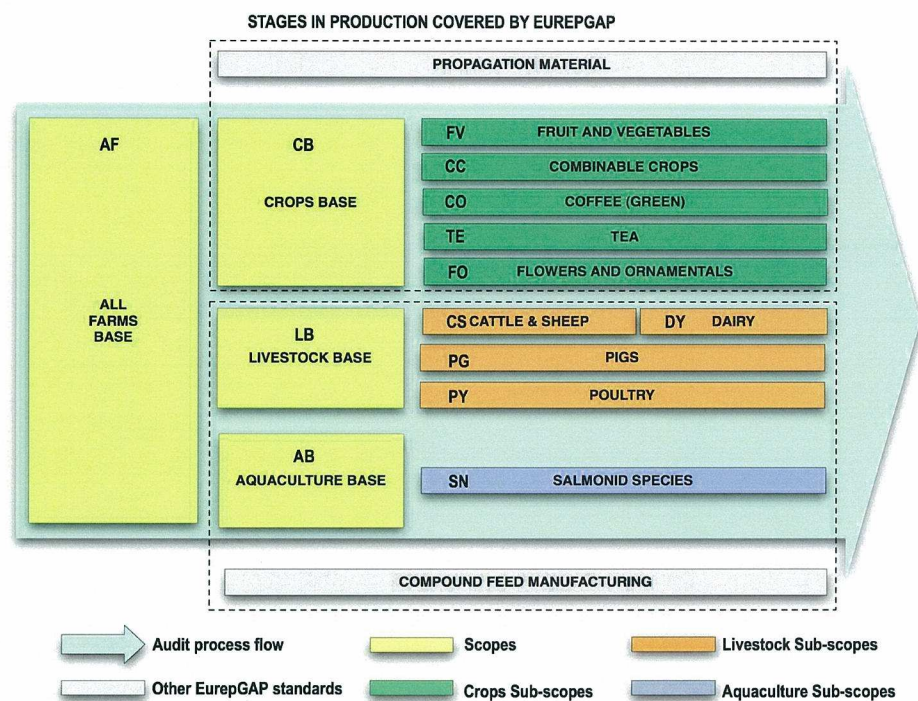 STAGES IN PRODUCTION COVERED BY EUREPGAP
PROPAGATION MATERIAL
AF
ALL
FARMS
BASE
CB
CROPS BASE
FV FRUIT AND VEGETABLES
CC COMBINABLE CROPS
CO COFFEE (GREEN)
TE TEA
FO FLOWERS AND ORNAMENTALS
LB
LIVESTOCK BASE
CS CATTLE & SHEEP
DY DAIRY
PG PIGS
PY POULTRY
AB
AQUACULTURE BASE
SN SALMONID SPECIES
COMPOUND FEED MANUFACTURING
Audit process flow
Scopes
Livestock Sub-scopes
Other EurepGAP standards
Crops Sub-scopes
Aquaculture Sub-scopes